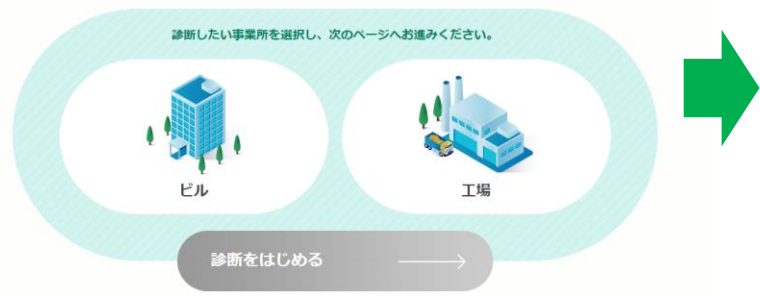 診断したい事業所を選択し、次のページへお進みください。
ビル
工場
診断をはじめる